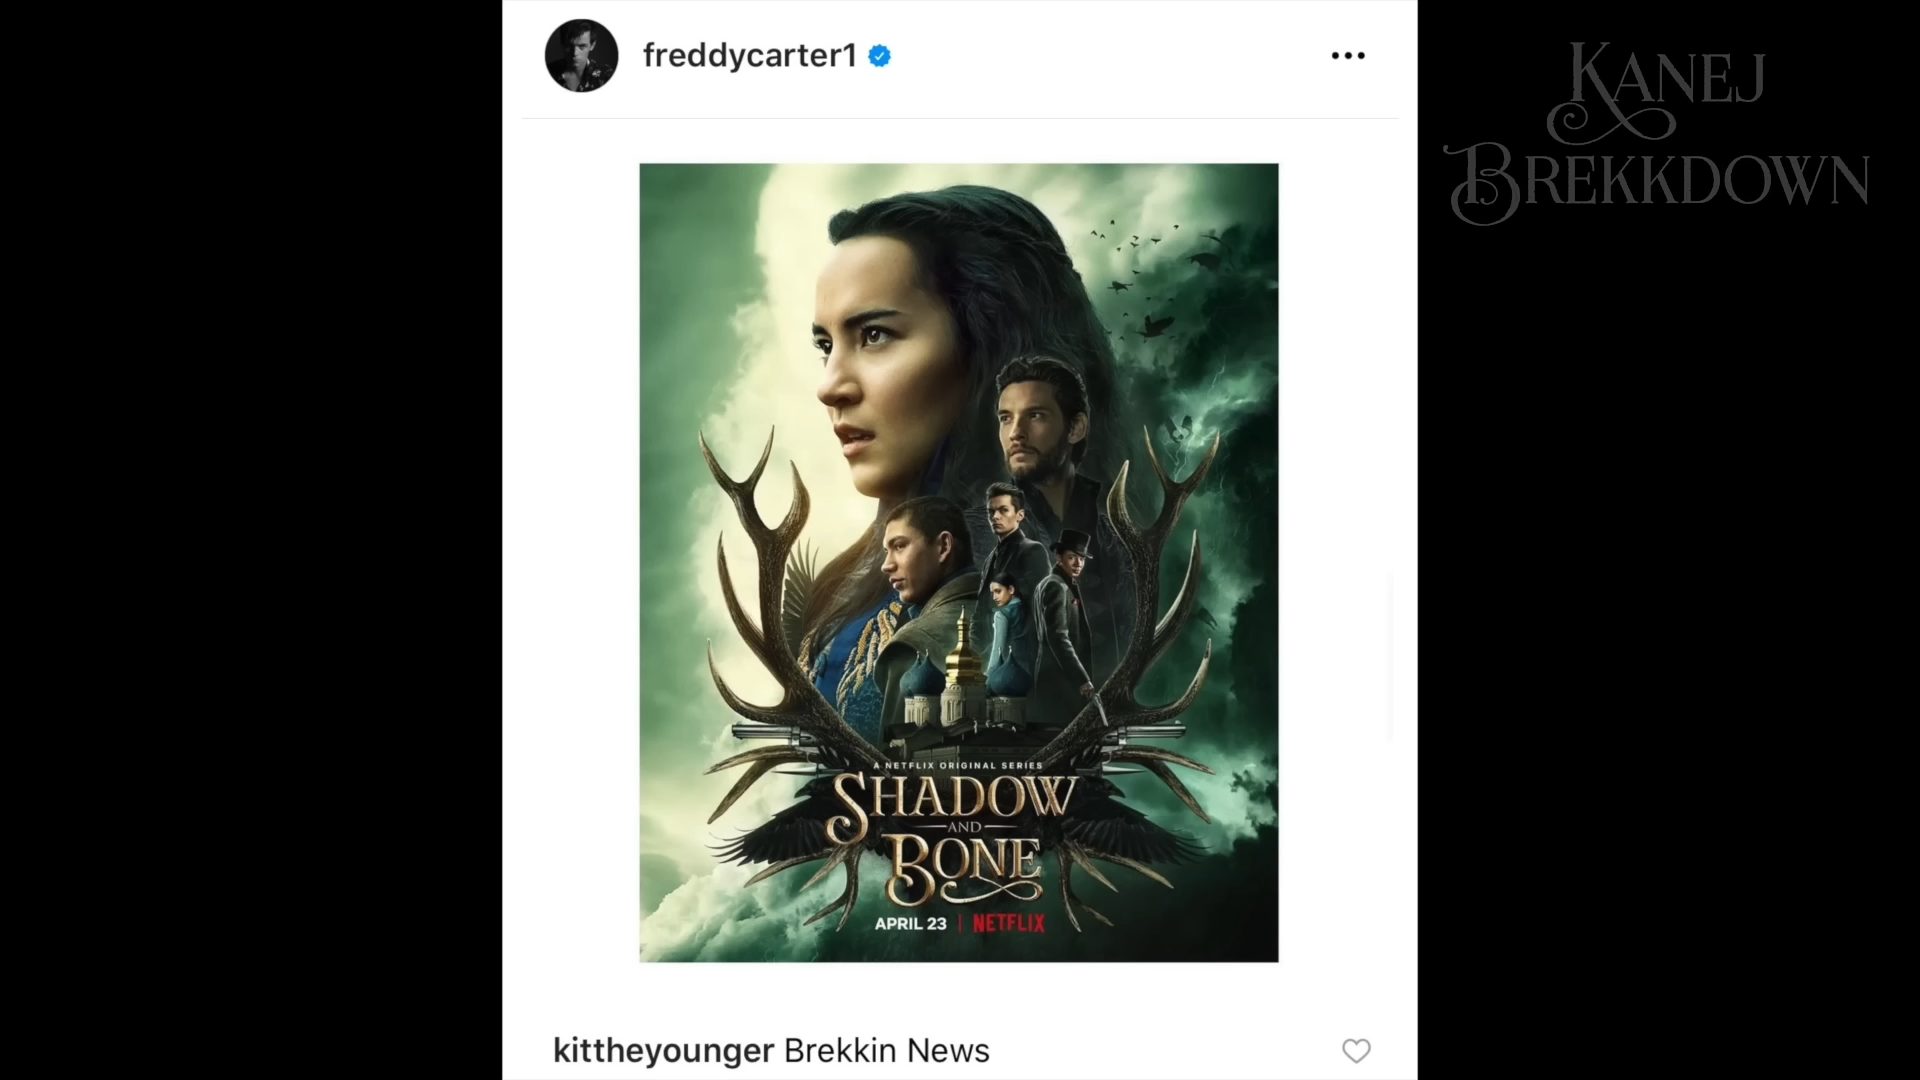 freddycarter1
KANEJ
BREKKDOWN
A NETFLIX ORIGINAL SERIES
SHADOW
AND
BONE
APRIL 23 | NETFLIX
kittheyounger Brekkin News